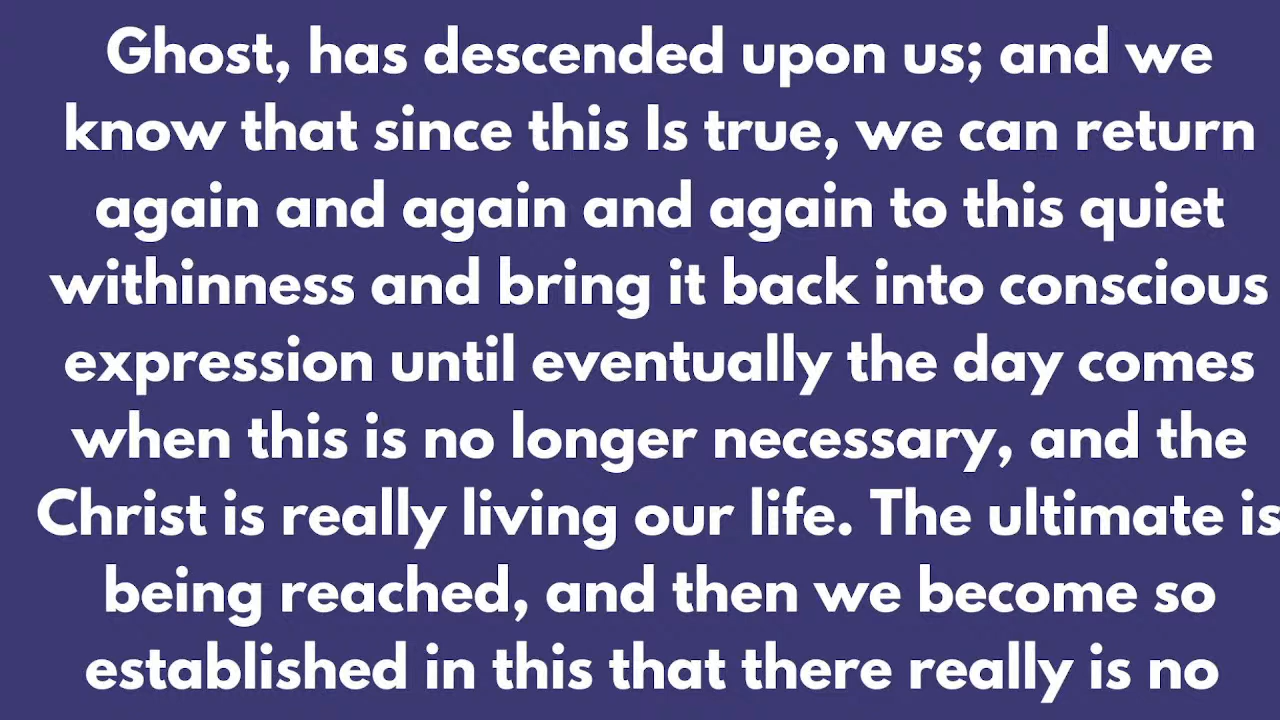 Ghost, has descended upon us; and we
know that since this Is true, we can return
again and again and again to this quiet
withinness and bring it back into conscious
expression until eventually the day comes
when this is no longer necessary, and the
Christ is really living our life. The ultimate is
being reached, and then we become so
established in this that there really is no